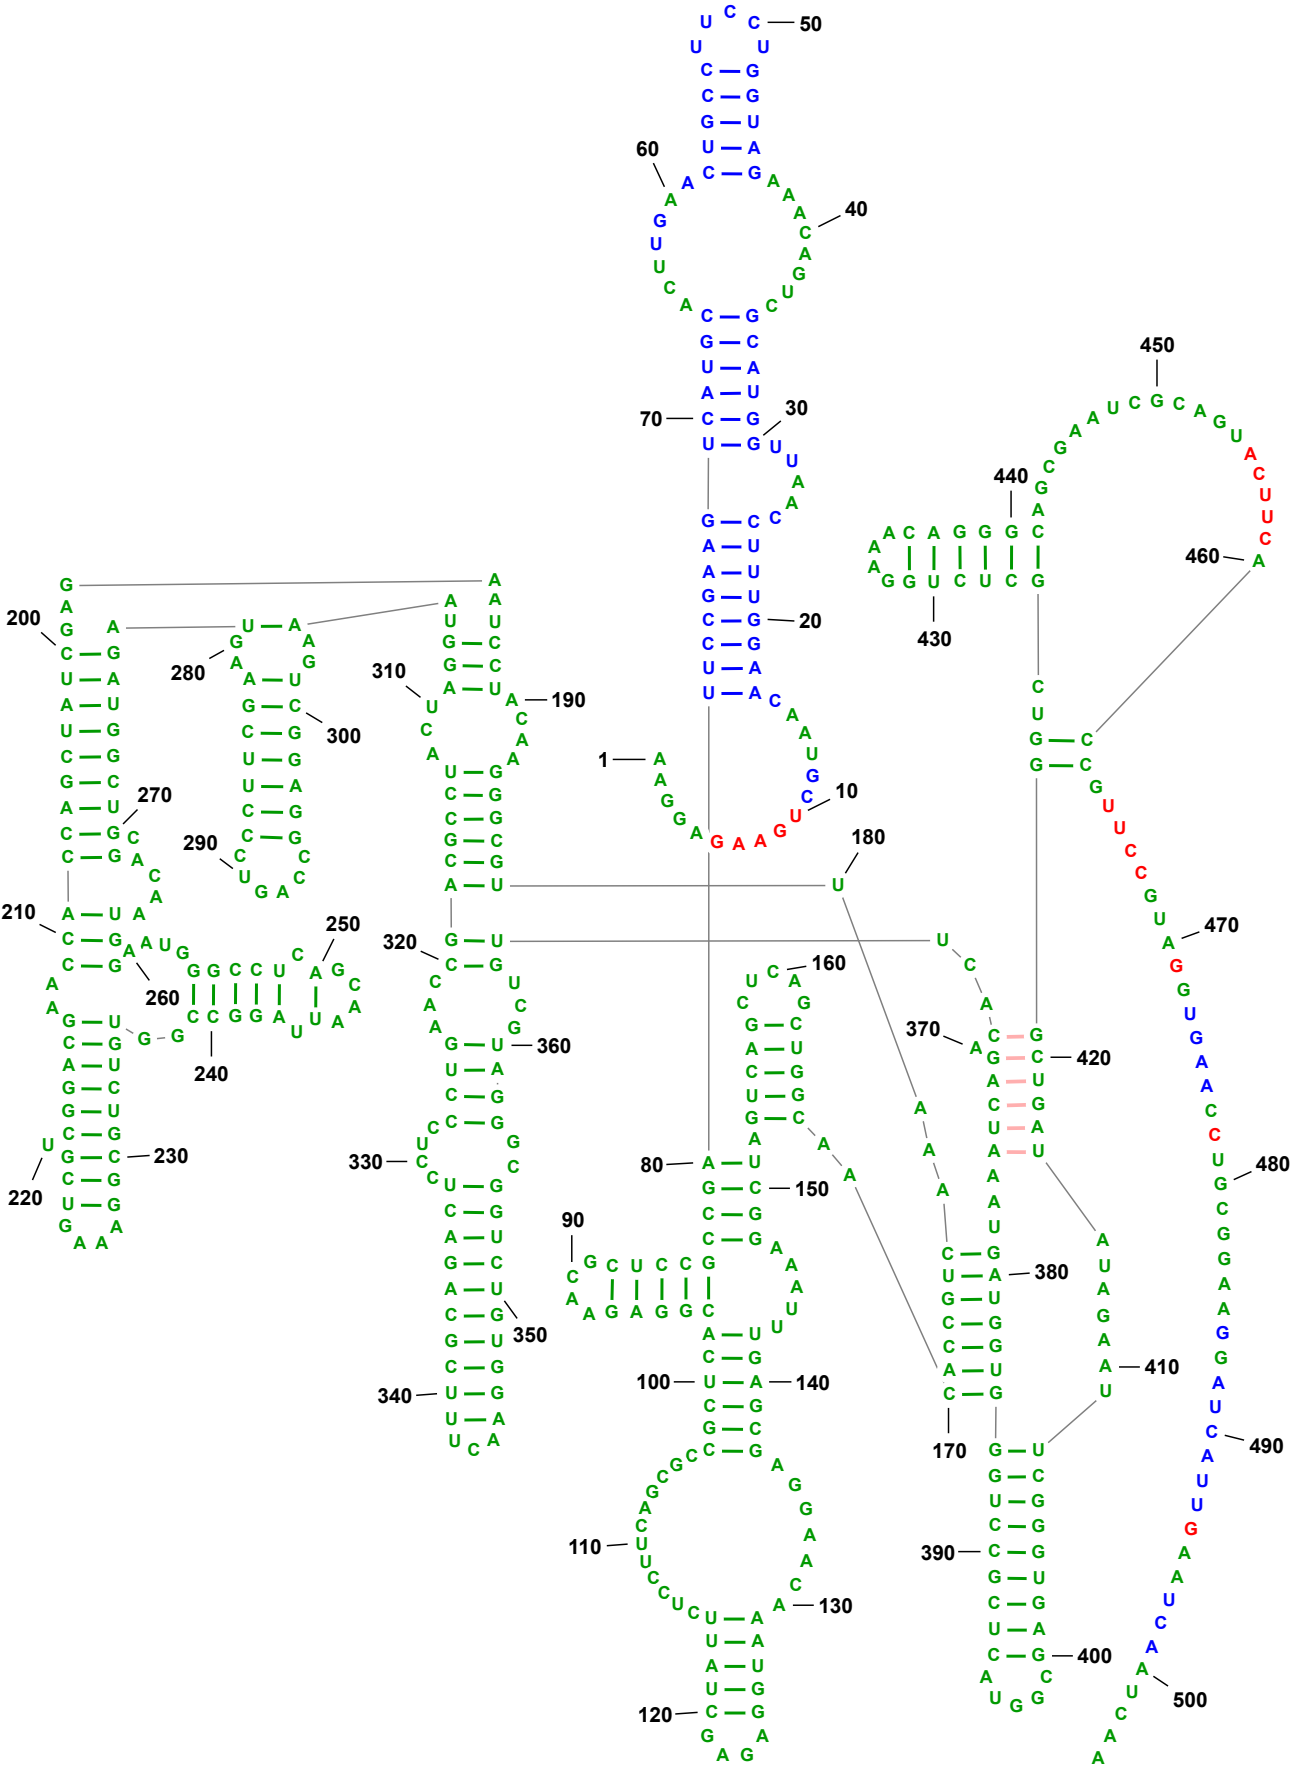 1
A A G G A G A A G U
10
C G U A A C A A G G
20
U U U C C A A U U G
30
G U A C G C U G A C
40
A A A G A U G G U C
50
C U U C C G U C A A
60
G U U C A C G U A C
70
U G A A G C C U U A
80
G C C G C C U C G C
90
A A G A G G C A C U
100
C G C C G C G A C U
110
U C C U C U U A U C
120
G A G A G G U A A A
130
C A A G G A G C G A
140
G U U U A A A G G C
150
U A G U C A G C U C
160
A G C U G G C A A C
170
A C C G U C A A A U
180
U G C G G G A A C A
190
U C C U A A G A G C
200
U A U C G A C C A C
210
C A A G C A G G C U
220
G C U G A A A G G C
230
G U C U G U G G C C
240
G G A U U A A C G A
250
C U C C G G G U A A
260
G G U A A C A C G G
270
U C G G U A G A U G
280
A A G C U U C C C U
290
G A C C G G A G G C
300
U G A A A U G G A U
310
C A U C C G C A G C
320
C A A G U C C C U C
330
C U C A G A C G C U
340
U U C A A G G U G U
350
C U G G C G G G A U
360
G C U G U U C A C A
370
G A C U A A A U G A
380
U G G U G G G U C C
390
G C U C A U G G C G
400
A G U G G G C U U A
410
A G A U A U A G U C
420
G G G U C G C U C U
430
G G A A A C A G G G
440
C A G C G A A U C G
450
C A G U A C U U C A
460
C C G U U C C G U A
470
G G U G A A C C U G
480
C G G A A G G A U C
490
A U U G A A U C A A
500
U C A A